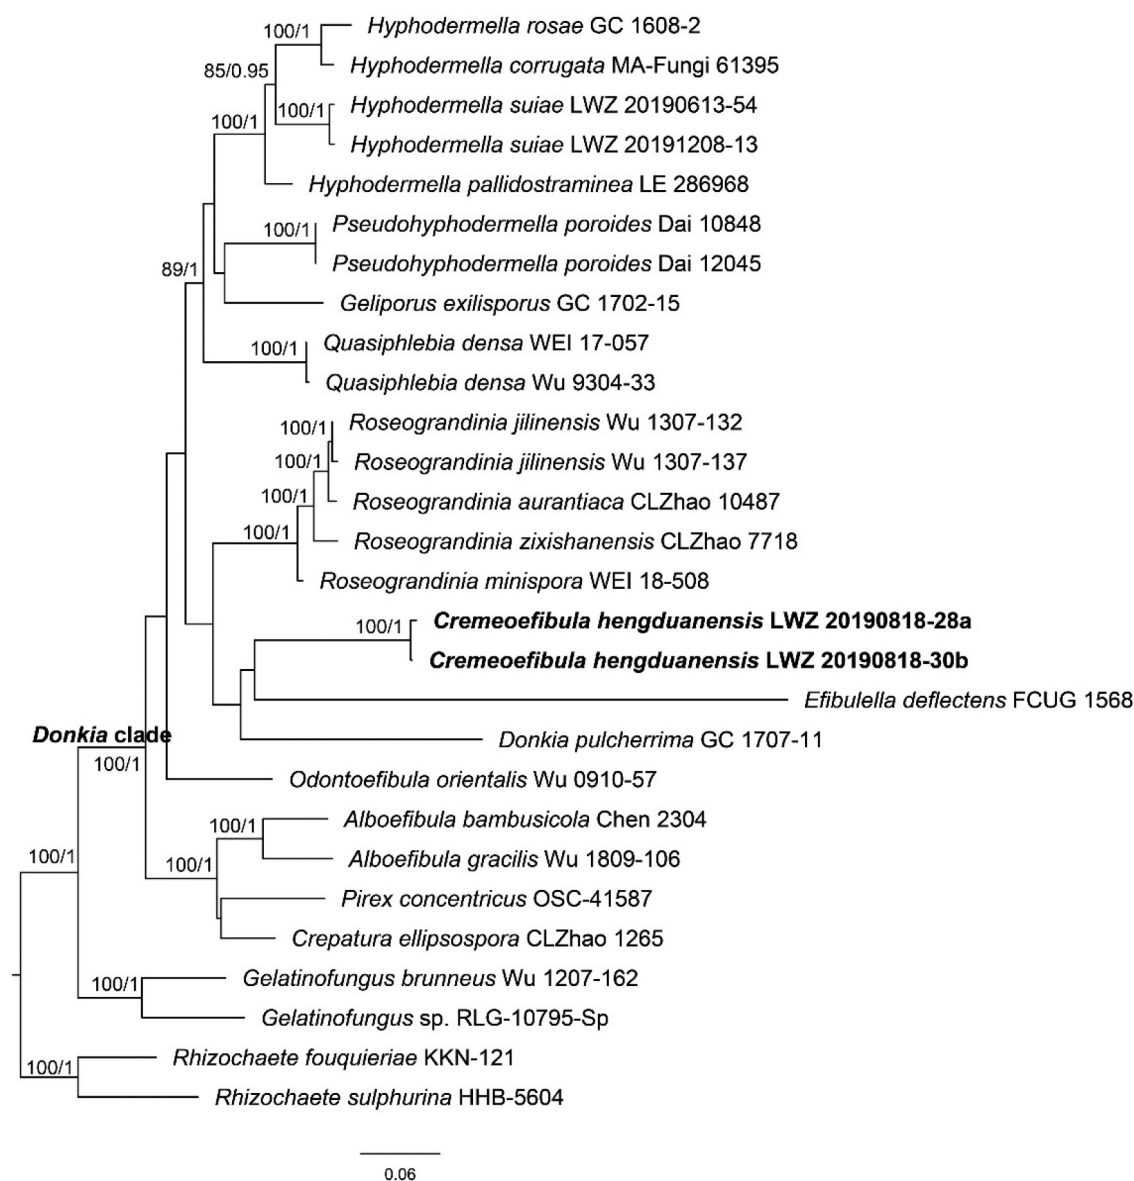 Hyphodermella rosae GC 1608-2
100/1
Hyphodermella corrugata MA-Fungi 61395
85/0.95
Hyphodermella suiae LWZ 20190613-54
100/1
100/1
Hyphodermella suiae LWZ 20191208-13
Hyphodermella pallidostraminea LE 286968
Pseudohyphodermella poroides Dai 10848
100/1
Pseudohyphodermella poroides Dai 12045
89/1
Geliporus exilisporus GC 1702-15
Quasiphlebia densa WEI 17-057
100/1
Quasiphlebia densa Wu 9304-33
Roseograndinia jilinensis Wu 1307-132
100/1
Roseograndinia jilinensis Wu 1307-137
100/1
Roseograndinia aurantiaca CLZhao 10487
100/1
Roseograndinia zixishanensis CLZhao 7718
100/1
Roseograndinia minispora WEI 18-508
Cremeoefibula hengduanensis LWZ 20190818-28a
100/1
Cremeoefibula hengduanensis LWZ 20190818-30b
Efibulella deflectens FCUG 1568
Donkia clade
Donkia pulcherrima GC 1707-11
100/1
Odontoefibula orientalis Wu 0910-57
Alboefibula bambusicola Chen 2304
100/1
Alboefibula gracilis Wu 1809-106
100/1
100/1
Pirex concentricus OSC-41587
Crepatura ellipsospora CLZhao 1265
Gelatinofungus brunneus Wu 1207-162
100/1
Gelatinofungus sp. RLG-10795-Sp
Rhizochaete fouquieriae KKN-121
100/1
Rhizochaete sulphurina HHB-5604
0.06